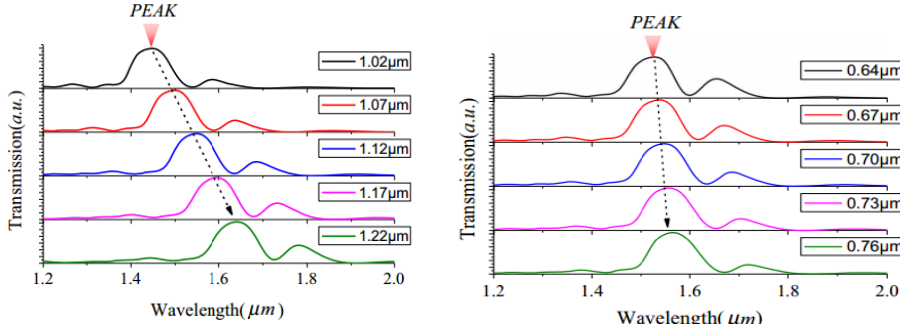 PEAK
Transmission(a.u.)
1.02μm
1.07μm
1.12μm
1.17μm
1.22μm
1.2 1.4 1.6 1.8 2.0
Wavelength(μm)
PEAK
Transmission(a.u.)
0.64μm
0.67μm
0.70μm
0.73μm
0.76μm
1.2 1.4 1.6 1.8 2.0
Wavelength(μm)